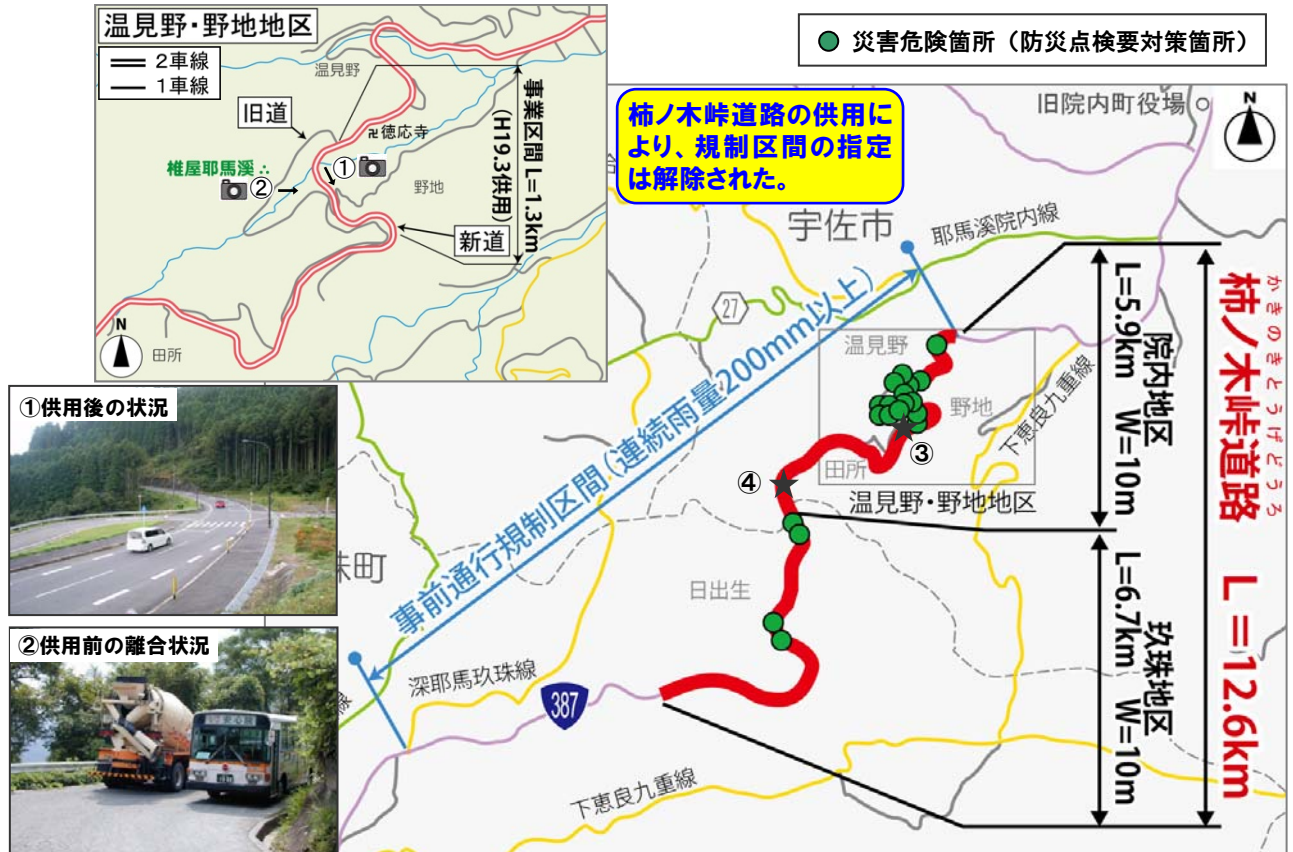 温見野・野地地区
2車線
1車線
温見野
旧道
卍徳応寺
椎屋耶馬渓∴
①
②
野地
新道
事業区間 L=1.3km
(H19.3供用)
N
田所
災害危険箇所（防災点検要対策箇所）
柿ノ木峠道路の供用に
より、規制区間の指定
は解除された。
旧院内町役場
N
宇佐市
耶馬溪院内線
27
事前通行規制区間（連続雨量200mm以上）
温見野
野地
下恵良九重線
田所
③
④
温見野・野地地区
日出生
珠町
深耶馬玖珠線
387
下恵良九重線
院内地区
L=5.9km W=10m
玖珠地区
L=6.7km W=10m
かきのきとうげどうろ
柿ノ木峠道路 L=12.6km
①供用後の状況
②供用前の離合状況